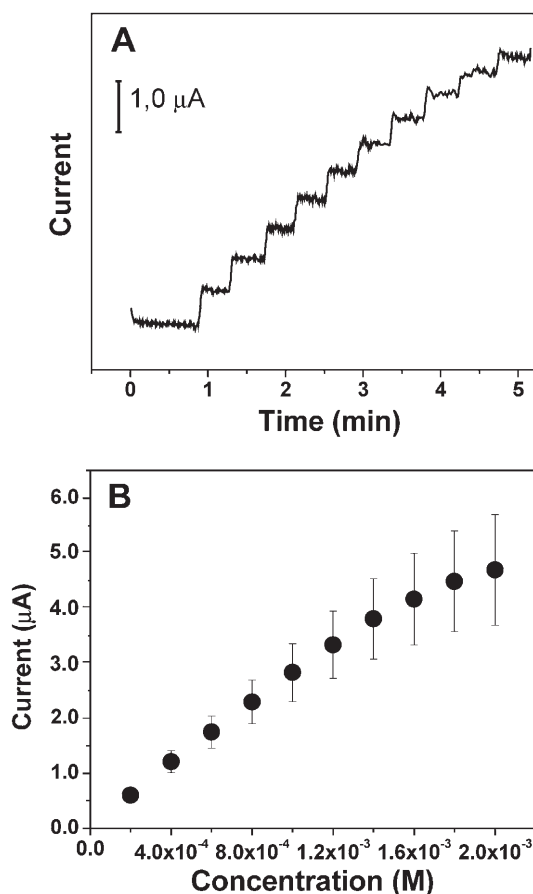 A
1,0 μA
Current
0 1 2 3 4 5
Time (min)
B
6.0
5.0
4.0
3.0
2.0
1.0
0.0
Current (μA)
0.0 4.0x10⁻⁴ 8.0x10⁻⁴ 1.2x10⁻³ 1.6x10⁻³ 2.0x10⁻³
Concentration (M)